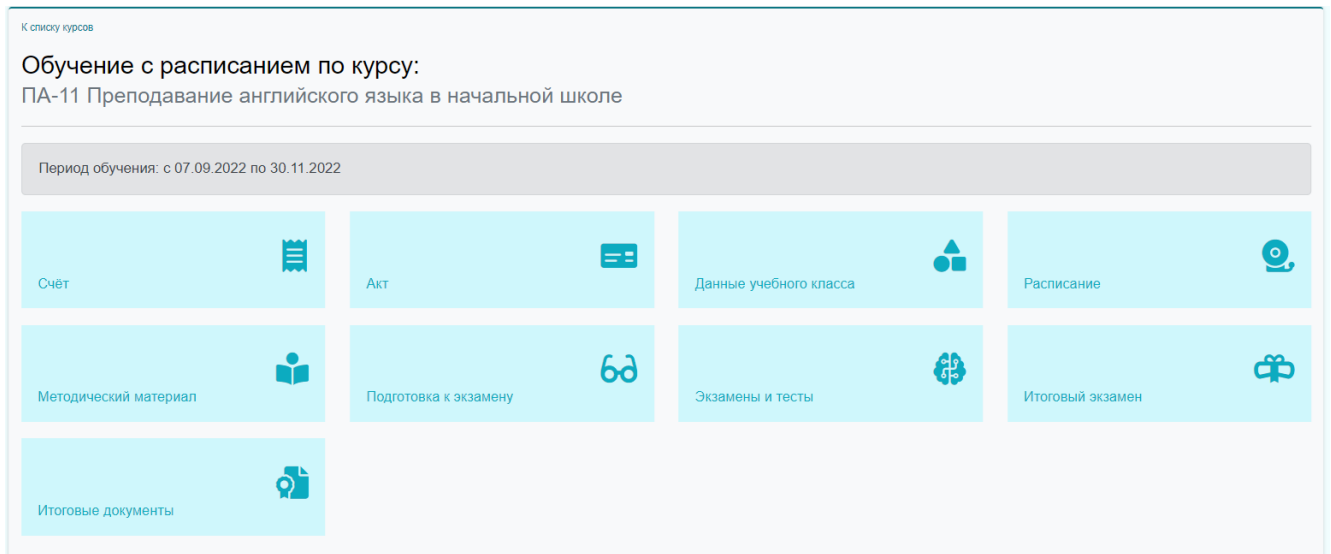 К списку курсов
Обучение с расписанием по курсу:
ПА-11 Преподавание английского языка в начальной школе
Период обучения: с 07.09.2022 по 30.11.2022
Счёт
Акт
Данные учебного класса
Расписание
Методический материал
Подготовка к экзамену
Экзамены и тесты
Итоговый экзамен
Итоговые документы